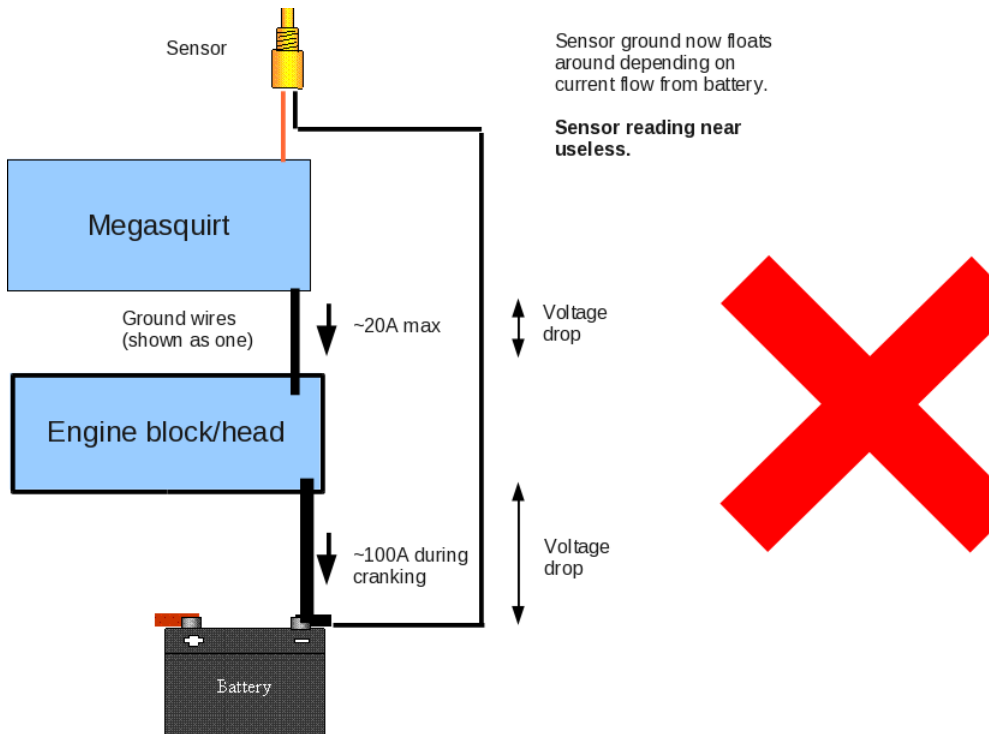 Sensor
Sensor ground now floats
around depending on
current flow from battery.
Sensor reading near
useless.
Megasquirt
Ground wires
(shown as one)
~20A max
Voltage
drop
Engine block/head
~100A during
cranking
Voltage
drop
Battery